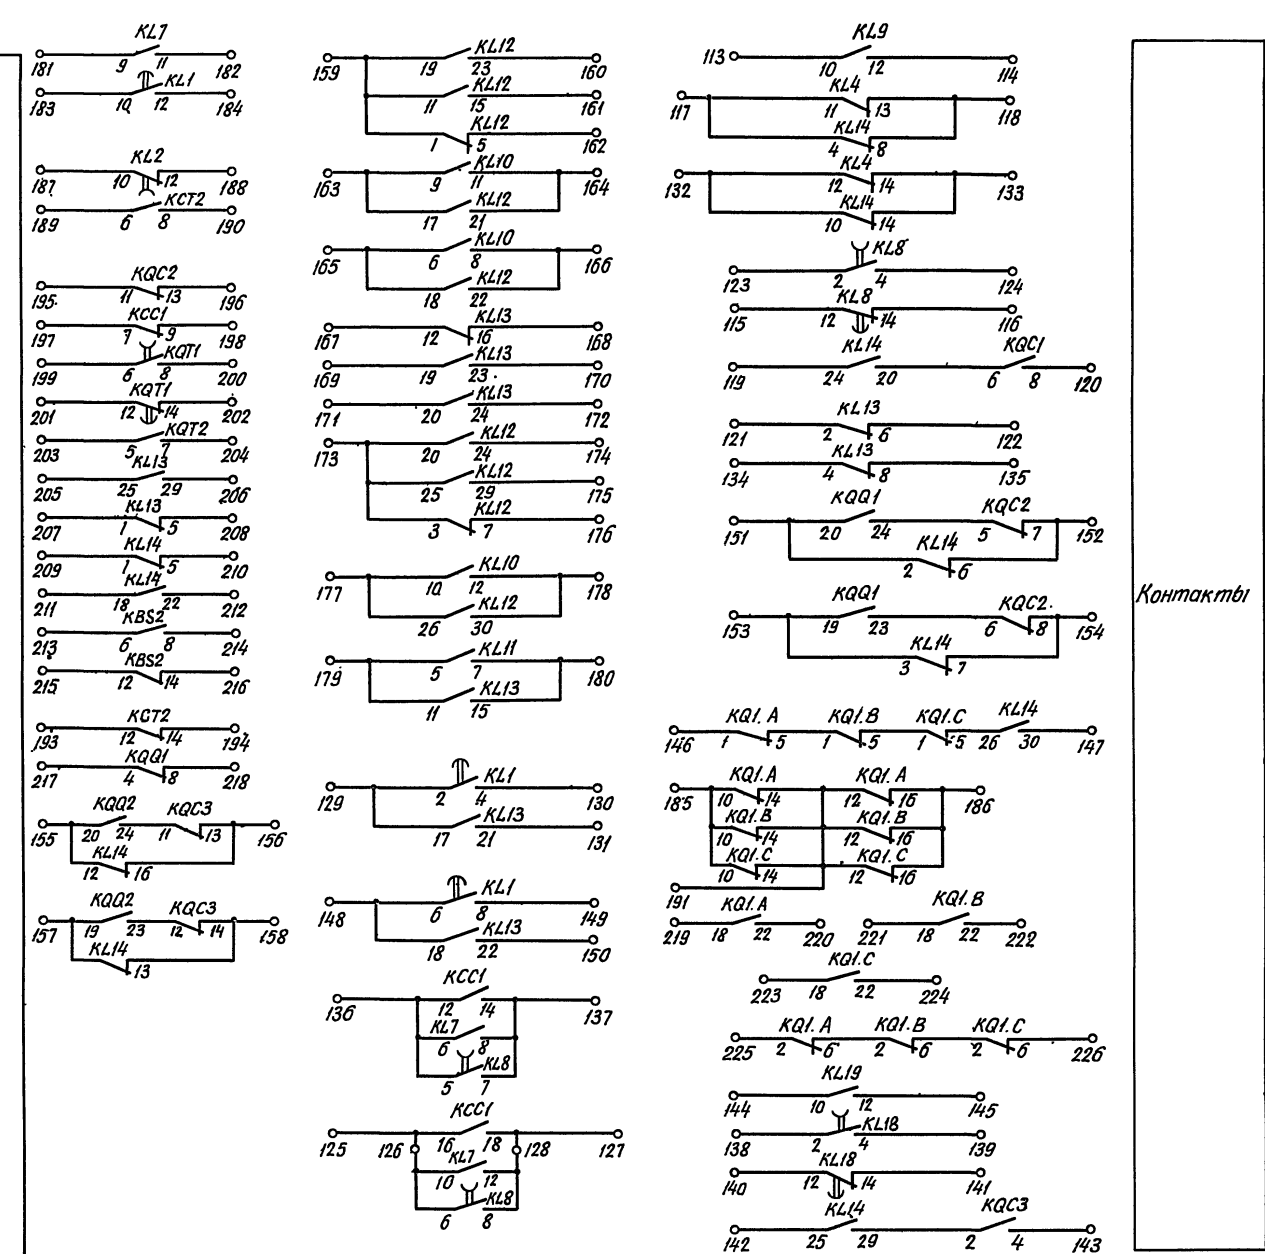 KL7
181 9 11 182
KL1
183 10 12 184
KL2
187 10 12 188
KCT2
189 6 8 190
KQC2
195 11 13 196
KCC1
197 7 9 198
KQT1
199 6 8 200
KQT1
201 12 14 202
KQT2
203 5 7 204
KL13
205 25 29 206
KL13
207 1 5 208
KL14
209 1 5 210
KL14
211 18 22 212
KBS2
213 6 8 214
KBS2
215 12 14 216
KCT2
193 12 14 194
KQQ1
217 4 8 218
KQQ2 KQC3
155 20 24 11 13 156
KL14
12 16
KQQ2 KQC3
157 19 23 12 14 158
KL14
13
KL12
159 19 23 160
KL12
11 15 161
KL12
1 5 162
KL10
163 9 11 164
KL12
17 21
KL10
165 6 8 166
KL12
18 22
KL13
167 12 16 168
KL13
169 19 23 170
KL13
171 20 24 172
KL12
173 20 24 174
KL12
25 29 175
KL12
3 7 176
KL10
177 10 12 178
KL12
26 30
KL11
179 5 7 180
KL13
11 15
KL1
129 2 4 130
KL13
17 21 131
KL1
148 6 8 149
KL13
18 22 150
KCC1
136 12 14 137
KL7
6 8
KL8
5 7
KCC1
125 126 16 18 128 127
KL7
10 12
KL8
6 8
KL9
113 10 12 114
KL4
117 11 13 118
KL14
4 8
KL4
132 12 14 133
KL14
10 14
KL8
123 2 4 124
KL8
115 12 14 116
KL14 KQC1
119 24 20 6 8 120
KL13
121 2 6 122
KL13
134 4 8 135
KQQ1 KQC2
151 20 24 5 7 152
KL14
2 6
KQQ1 KQC2
153 19 23 6 8 154
KL14
3 7
KQ1.A KQ1.B KQ1.C KL14
146 1 5 1 5 1 5 26 30 147
KQ1.A KQ1.A
185 10 14 12 16 186
KQ1.B KQ1.B
10 14 12 16
KQ1.C KQ1.C
10 14 12 16
191
KQ1.A KQ1.B
219 18 22 220 221 18 22 222
KQ1.C
223 18 22 224
KQ1.A KQ1.B KQ1.C
225 2 6 2 6 2 6 226
KL19
144 10 12 145
KL18
138 2 4 139
KL18
140 12 14 141
KL14 KQC3
142 25 29 2 4 143
Контакты